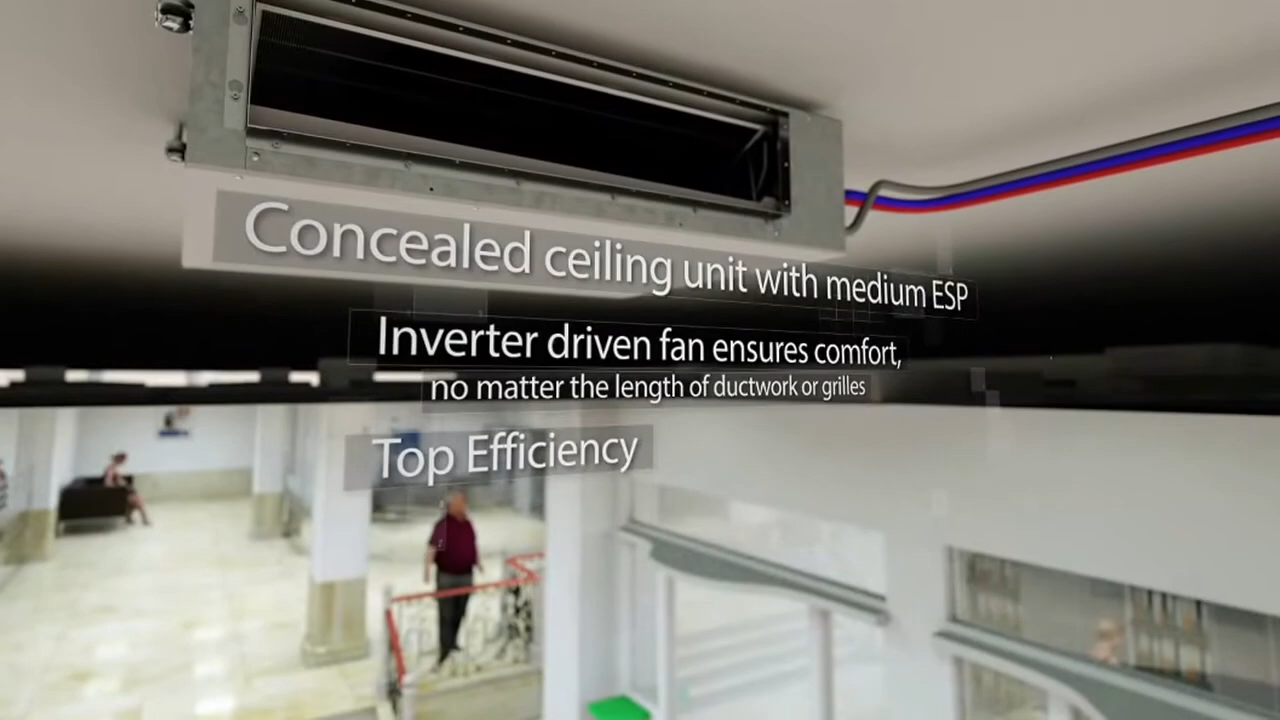 Concealed ceiling unit with medium ESP
Inverter driven fan ensures comfort,
no matter the length of ductwork or grilles
Top Efficiency